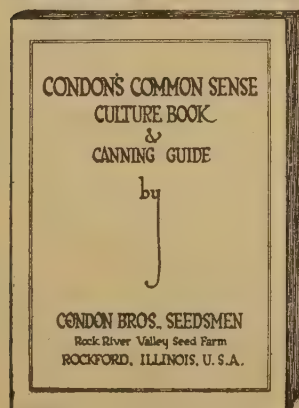 CONDON'S COMMON SENSE
CULTURE BOOK
&
CANNING GUIDE
by
CONDON BROS., SEEDSMEN
Rock River Valley Seed Farm
ROCKFORD, ILLINOIS, U.S.A.